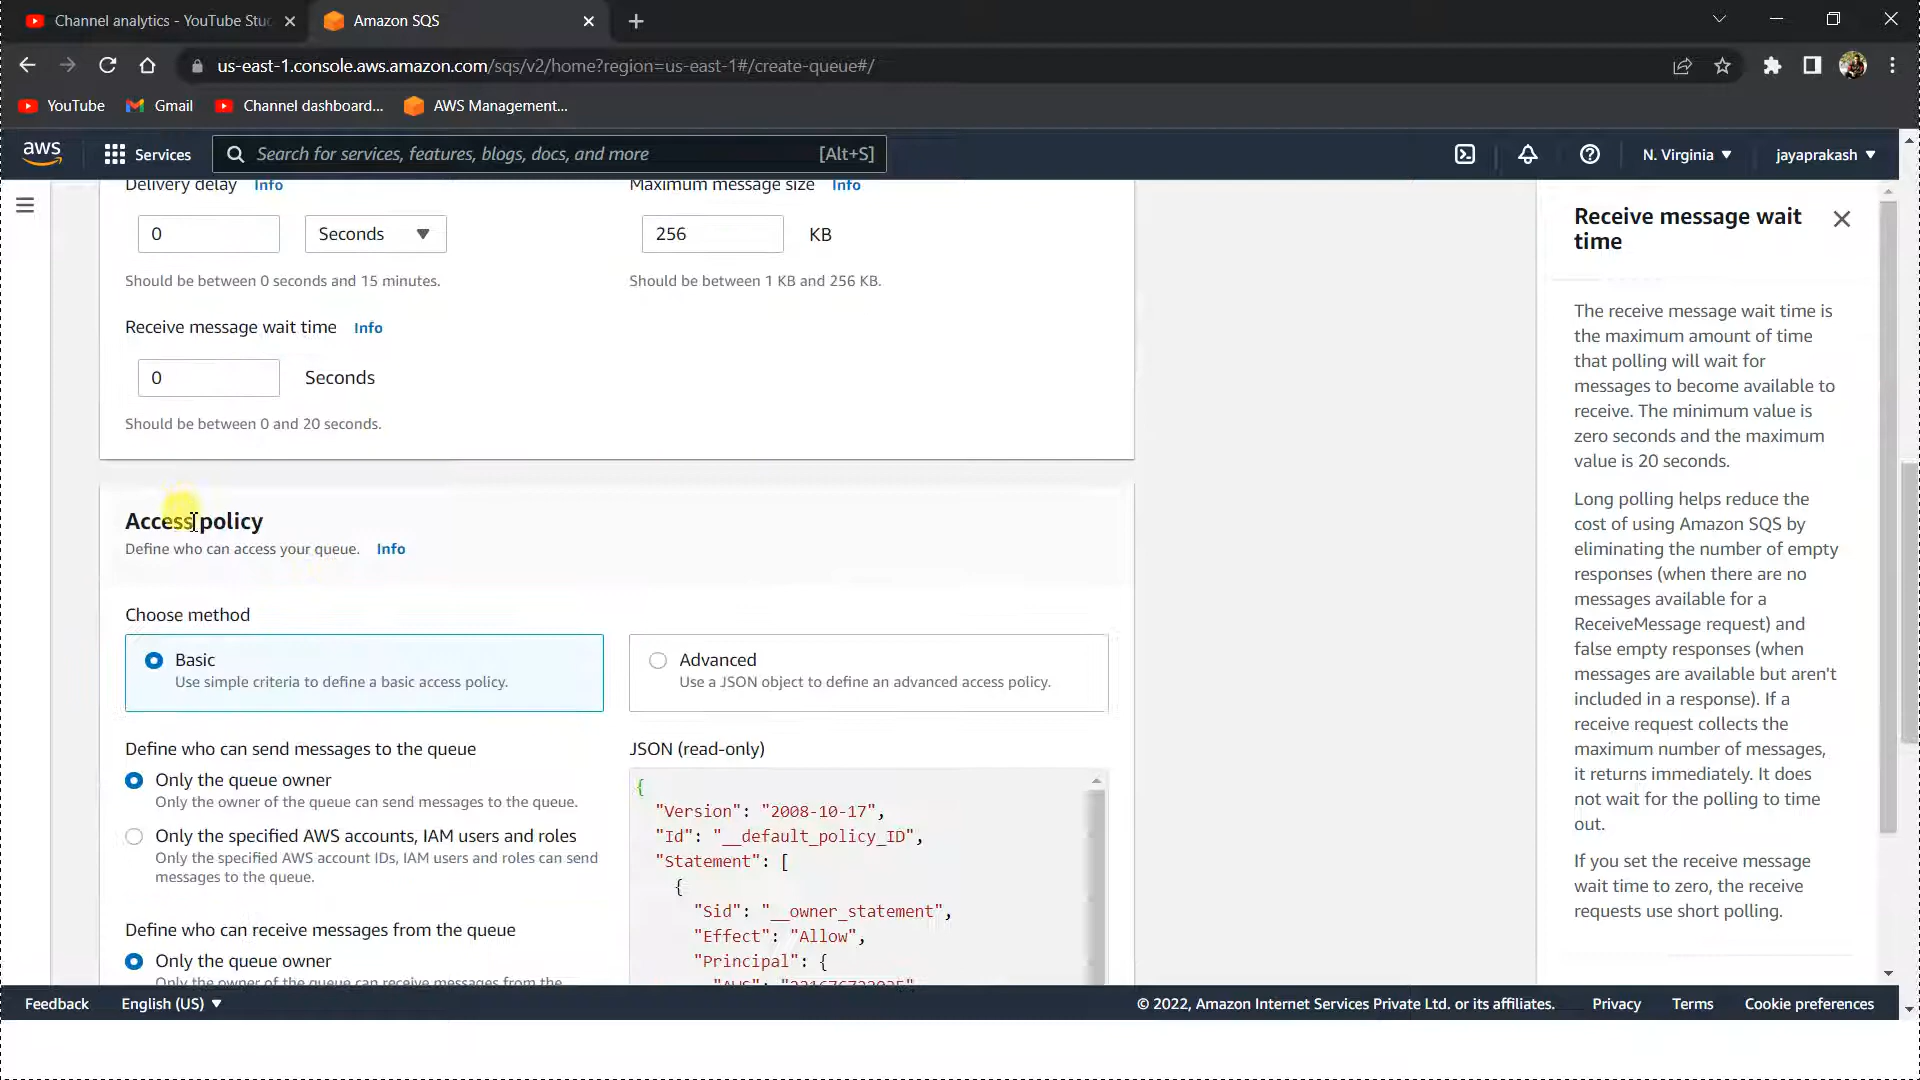 Channel analytics - YouTube Stu
Amazon SQS
us-east-1.console.aws.amazon.com/sqs/v2/home?region=us-east-1#/create-queue#/
YouTube
Gmail
Channel dashboard...
AWS Management...
aws
Services
Search for services, features, blogs, docs, and more
[Alt+S]
N. Virginia
jayaprakash
Delivery delay Info
0
Seconds
Should be between 0 seconds and 15 minutes.
Maximum message size Info
256
KB
Should be between 1 KB and 256 KB.
Receive message wait time Info
0
Seconds
Should be between 0 and 20 seconds.
Access policy
Define who can access your queue. Info
Choose method
Basic
Use simple criteria to define a basic access policy.
Advanced
Use a JSON object to define an advanced access policy.
Define who can send messages to the queue
Only the queue owner
Only the owner of the queue can send messages to the queue.
Only the specified AWS accounts, IAM users and roles
Only the specified AWS account IDs, IAM users and roles can send
messages to the queue.
Define who can receive messages from the queue
Only the queue owner
Only the owner of the queue can receive messages from the
JSON (read-only)
{
"Version": "2008-10-17",
"Id": "__default_policy_ID",
"Statement": [
{
"Sid": "__owner_statement",
"Effect": "Allow",
"Principal": {
Receive message wait
time
The receive message wait time is
the maximum amount of time
that polling will wait for
messages to become available to
receive. The minimum value is
zero seconds and the maximum
value is 20 seconds.
Long polling helps reduce the
cost of using Amazon SQS by
eliminating the number of empty
responses (when there are no
messages available for a
ReceiveMessage request) and
false empty responses (when
messages are available but aren't
included in a response). If a
receive request collects the
maximum number of messages,
it returns immediately. It does
not wait for the polling to time
out.
If you set the receive message
wait time to zero, the receive
requests use short polling.
Feedback
English (US)
© 2022, Amazon Internet Services Private Ltd. or its affiliates.
Privacy
Terms
Cookie preferences